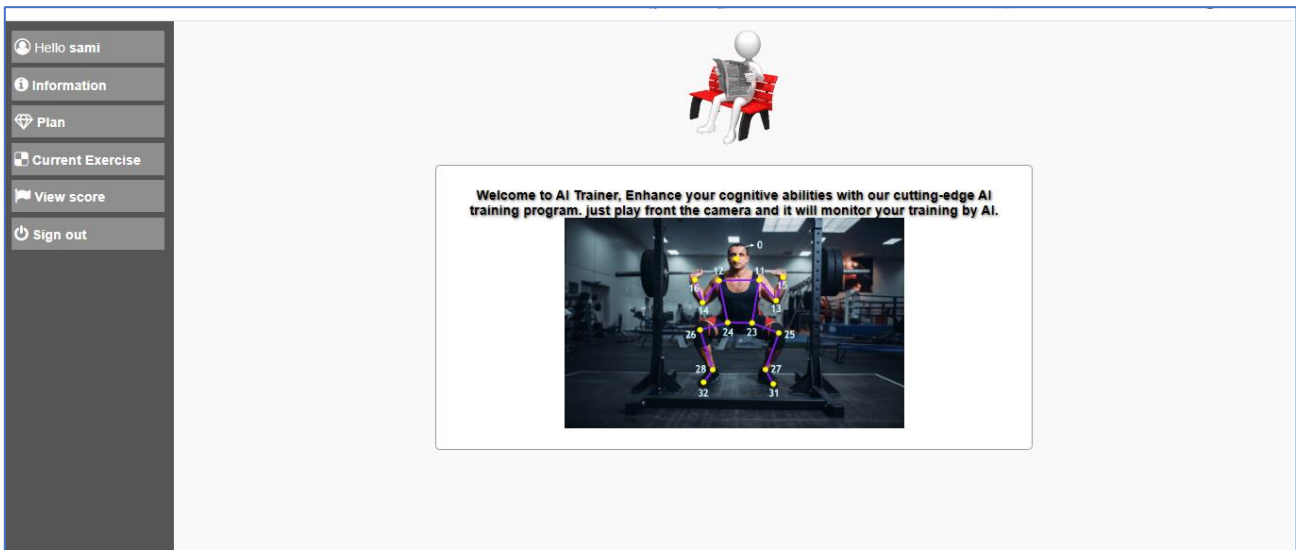 Hello sami
Information
Plan
Current Exercise
View score
Sign out
Welcome to AI Trainer, Enhance your cognitive abilities with our cutting-edge AI
training program. just play front the camera and it will monitor your training by AI.
0
12 11
16 15
14 13
26 24 23 25
28 27
32 31